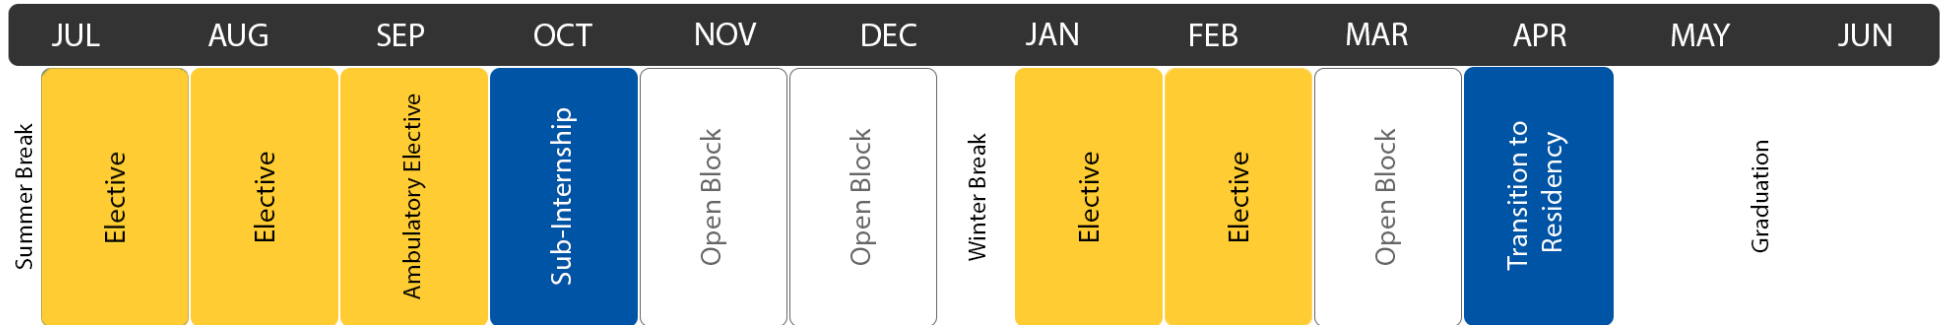 JUL AUG SEP OCT NOV DEC JAN FEB MAR APR MAY JUN
Summer Break
Elective
Elective
Ambulatory Elective
Sub-Internship
Open Block
Open Block
Winter Break
Elective
Elective
Open Block
Transition to
Residency
Graduation